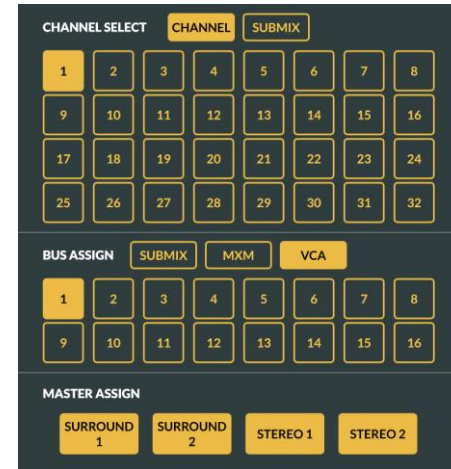 CHANNEL SELECT CHANNEL SUBMIX
1 2 3 4 5 6 7 8
9 10 11 12 13 14 15 16
17 18 19 20 21 22 23 24
25 26 27 28 29 30 31 32
BUS ASSIGN SUBMIX MXM VCA
1 2 3 4 5 6 7 8
9 10 11 12 13 14 15 16
MASTER ASSIGN
SURROUND 1 SURROUND 2 STEREO 1 STEREO 2